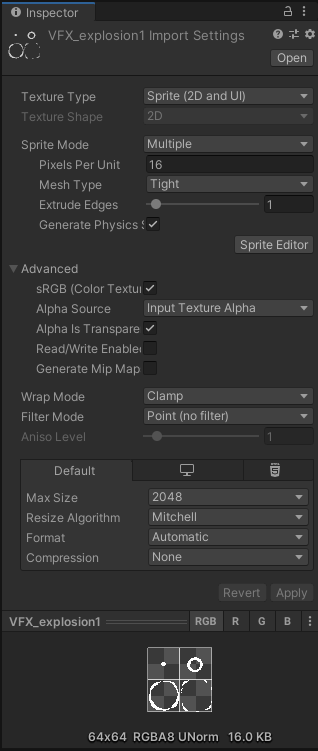 Inspector
VFX_explosion1 Import Settings
Open
Texture Type Sprite (2D and UI)
Texture Shape 2D
Sprite Mode Multiple
Pixels Per Unit 16
Mesh Type Tight
Extrude Edges 1
Generate Physics S
Sprite Editor
Advanced
sRGB (Color Textur
Alpha Source Input Texture Alpha
Alpha Is Transpare
Read/Write Enabled
Generate Mip Map
Wrap Mode Clamp
Filter Mode Point (no filter)
Aniso Level 1
Default
Max Size 2048
Resize Algorithm Mitchell
Format Automatic
Compression None
Revert Apply
VFX_explosion1 RGB R G B
64x64 RGBA8 UNorm 16.0 KB